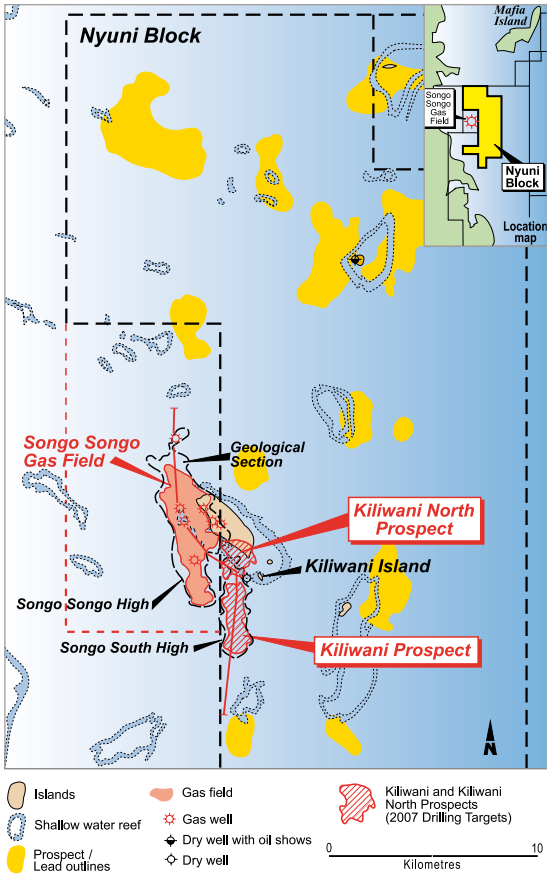 Nyuni Block
Mafia
Island
Songo
Songo
Gas
Field
Nyuni
Block
Location
map
Songo Songo
Gas Field
Geological
Section
Kiliwani North
Prospect
Kiliwani Island
Songo Songo High
Songo South High
Kiliwani Prospect
N
Islands
Shallow water reef
Prospect /
Lead outlines
Gas field
Gas well
Dry well with oil shows
Dry well
Kiliwani and Kiliwani
North Prospects
(2007 Drilling Targets)
0 10
Kilometres